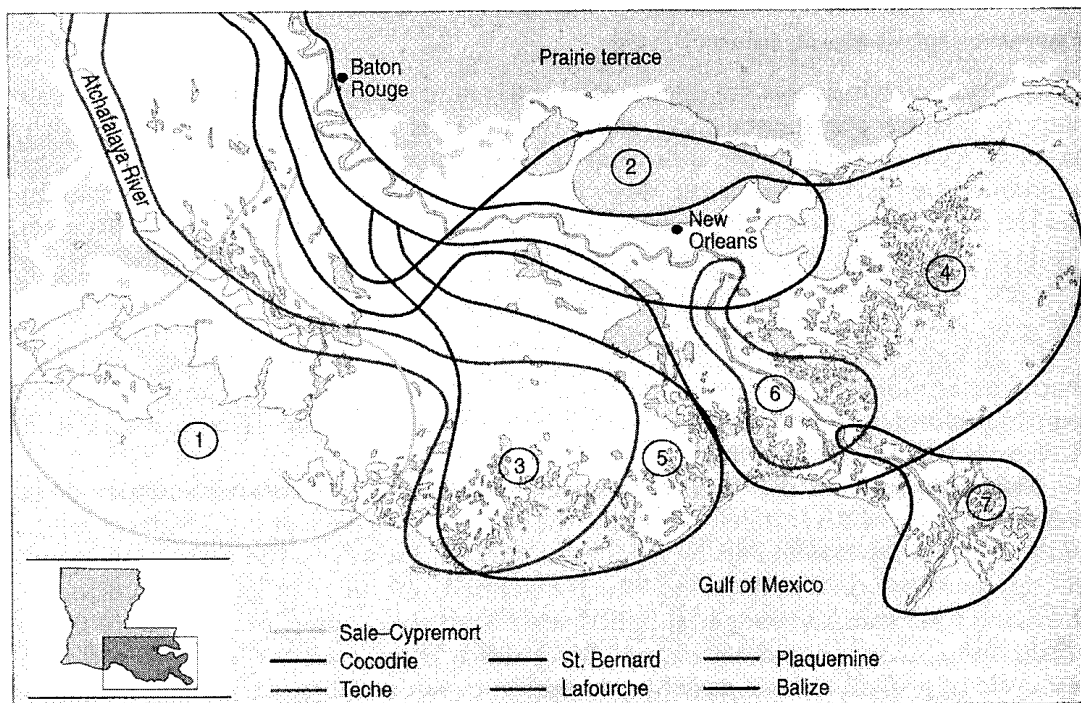 Prairie terrace
Baton
Rouge
Atchafalaya River
2
New
Orleans
4
6
1
3
5
7
Gulf of Mexico
Sale–Cypremort
Cocodrie St. Bernard Plaquemine
Teche Lafourche Balize